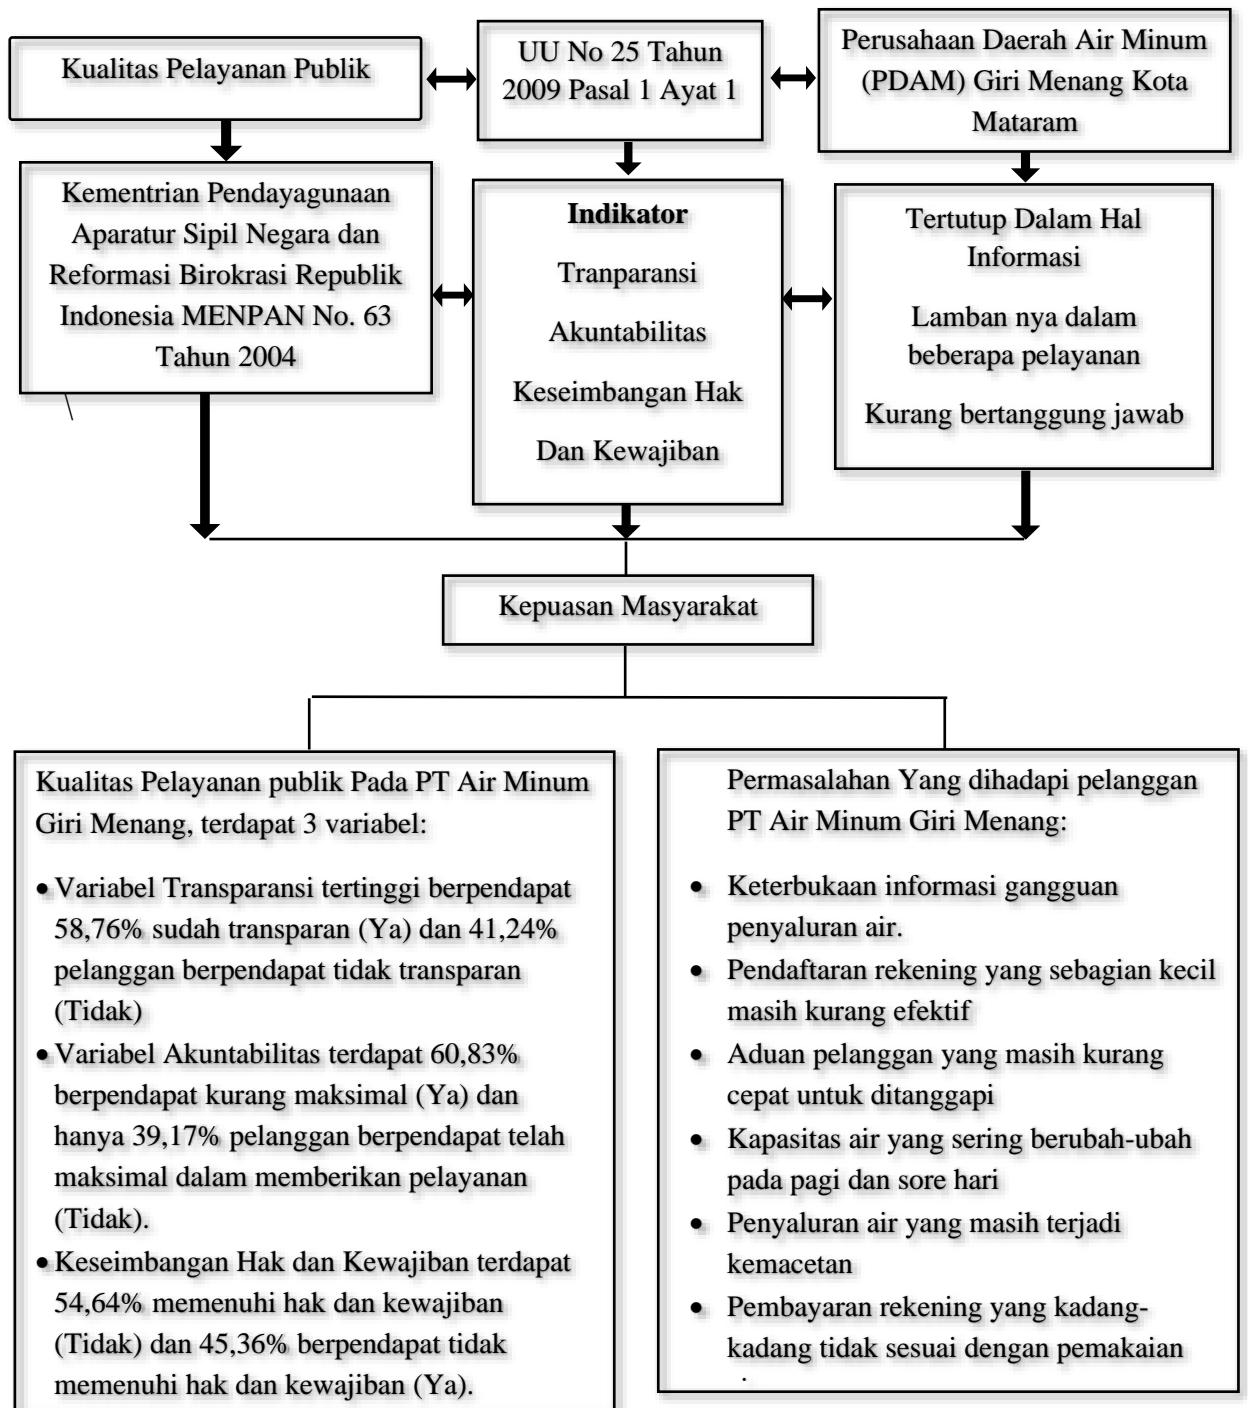 Kualitas Pelayanan Publik
UU No 25 Tahun
2009 Pasal 1 Ayat 1
Perusahaan Daerah Air Minum
(PDAM) Giri Menang Kota
Mataram
Kementrian Pendayagunaan
Aparatur Sipil Negara dan
Reformasi Birokrasi Republik
Indonesia MENPAN No. 63
Tahun 2004
Indikator
Tranparansi
Akuntabilitas
Keseimbangan Hak
Dan Kewajiban
Tertutup Dalam Hal
Informasi
Lamban nya dalam
beberapa pelayanan
Kurang bertanggung jawab
Kepuasan Masyarakat
Kualitas Pelayanan publik Pada PT Air Minum
Giri Menang, terdapat 3 variabel:
• Variabel Transparansi tertinggi berpendapat
58,76% sudah transparan (Ya) dan 41,24%
pelanggan berpendapat tidak transparan
(Tidak)
• Variabel Akuntabilitas terdapat 60,83%
berpendapat kurang maksimal (Ya) dan
hanya 39,17% pelanggan berpendapat telah
maksimal dalam memberikan pelayanan
(Tidak).
• Keseimbangan Hak dan Kewajiban terdapat
54,64% memenuhi hak dan kewajiban
(Tidak) dan 45,36% berpendapat tidak
memenuhi hak dan kewajiban (Ya).
Permasalahan Yang dihadapi pelanggan
PT Air Minum Giri Menang:
• Keterbukaan informasi gangguan
penyaluran air.
• Pendaftaran rekening yang sebagian kecil
masih kurang efektif
• Aduan pelanggan yang masih kurang
cepat untuk ditanggapi
• Kapasitas air yang sering berubah-ubah
pada pagi dan sore hari
• Penyaluran air yang masih terjadi
kemacetan
• Pembayaran rekening yang kadang-
kadang tidak sesuai dengan pemakaian